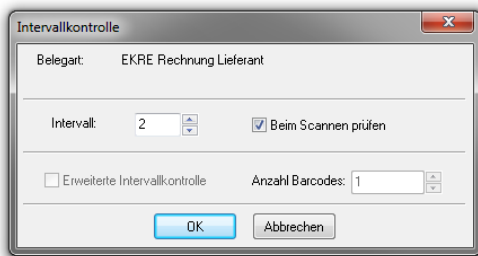 Intervallkontrolle
Belegart: EKRE Rechnung Lieferant
Intervall: 2 Beim Scannen prüfen
Erweiterte Intervallkontrolle Anzahl Barcodes: 1
OK Abbrechen